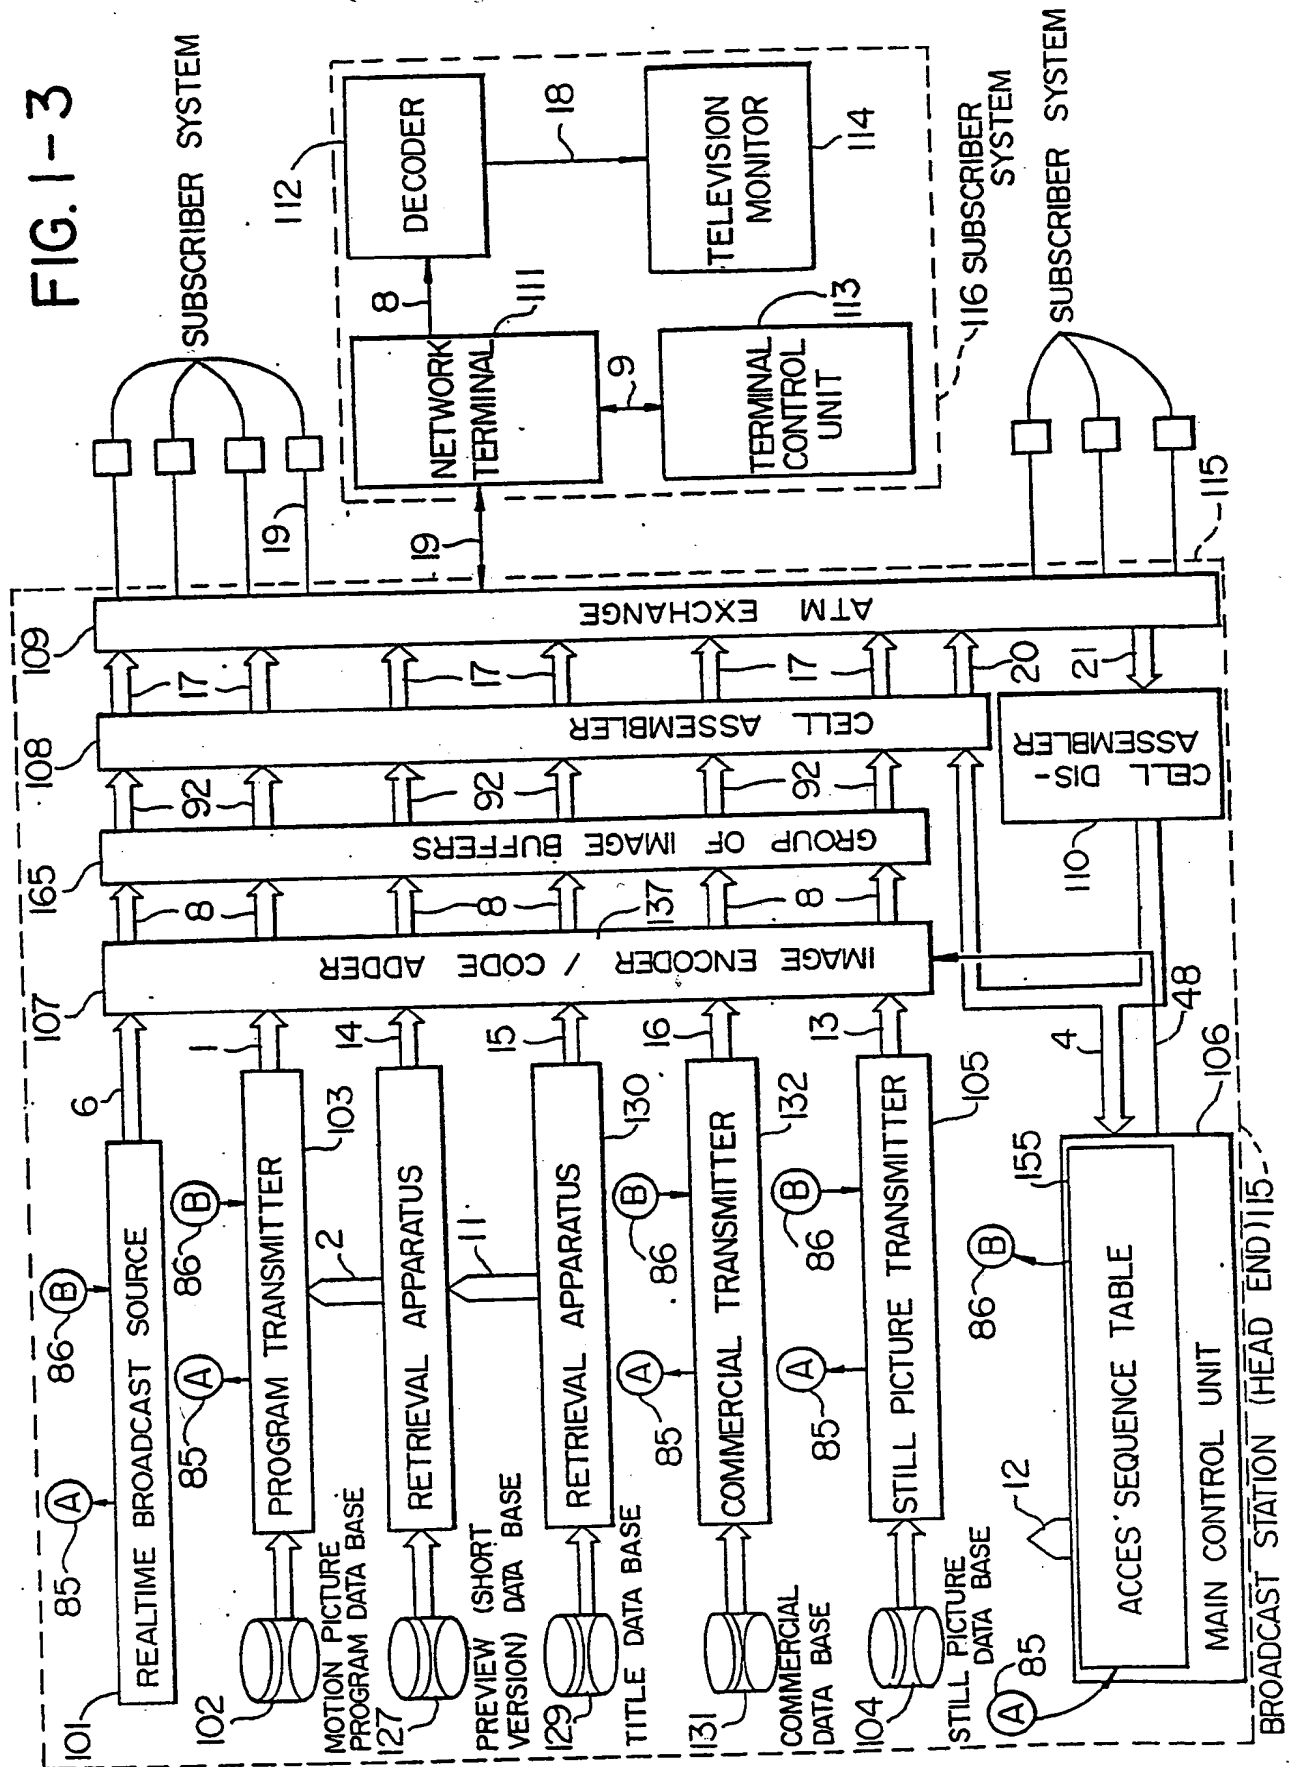 FIG. 1-3
SUBSCRIBER SYSTEM
112
DECODER
18
TELEVISION
MONITOR
114
8
111
NETWORK
TERMINAL
9
113
TERMINAL
CONTROL
UNIT
116 SUBSCRIBER
SYSTEM
SUBSCRIBER SYSTEM
19
19
115
109
ATM EXCHANGE
17
17
17
20
21
108
CELL ASSEMBLER
CELL DIS-
ASSEMBLER
110
92
92
92
165
GROUP OF IMAGE BUFFERS
8
8
8
137
107
IMAGE ENCODER / CODE ADDER
6
1
14
15
16
13
4
48
106
101
REALTIME BROADCAST SOURCE
85
A
86
B
103
PROGRAM TRANSMITTER
85
A
86
B
2
102
MOTION PICTURE
PROGRAM DATA BASE
RETRIEVAL APPARATUS
11
127
PREVIEW (SHORT
VERSION) DATA BASE
130
RETRIEVAL APPARATUS
129
TITLE DATA BASE
132
COMMERCIAL TRANSMITTER
85
A
86
B
1131
COMMERCIAL
DATA BASE
105
STILL PICTURE TRANSMITTER
85
A
86
B
1104
STILL PICTURE
DATA BASE
155
86
B
12
85
A
ACCES' SEQUENCE TABLE
MAIN CONTROL UNIT
BROADCAST STATION (HEAD END) 115